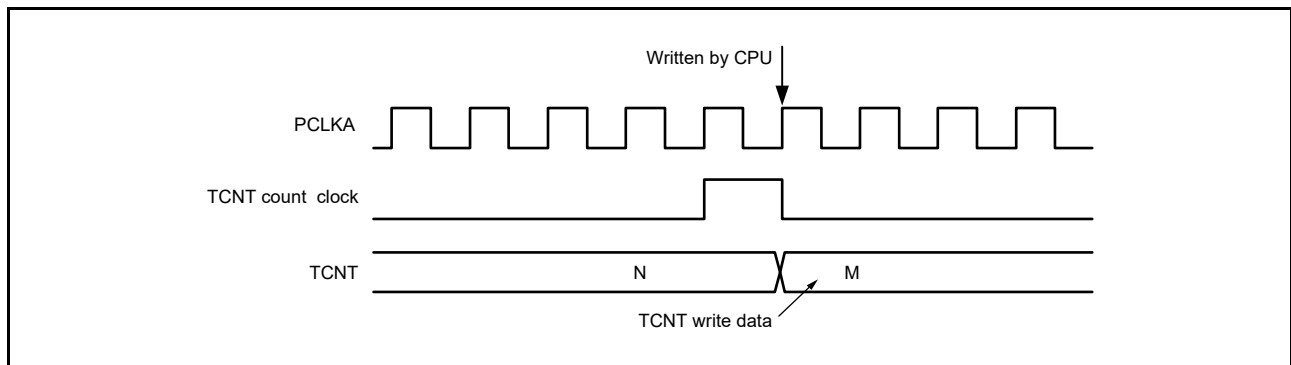 Written by CPU
PCLKA
TCNT count clock
TCNT
N
M
TCNT write data